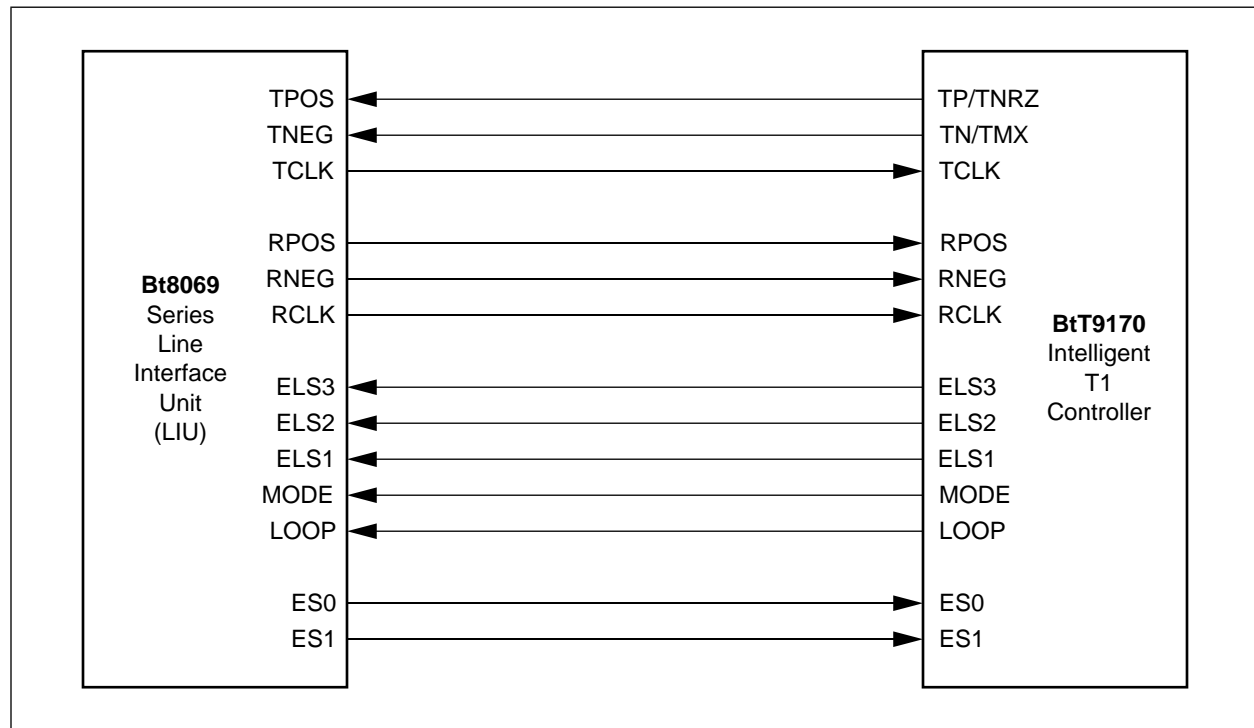 TPOS
TNEG
TCLK
RPOS
RNEG
RCLK
ELS3
ELS2
ELS1
MODE
LOOP
ES0
ES1
Bt8069
Series
Line
Interface
Unit
(LIU)
TP/TNRZ
TN/TMX
TCLK
RPOS
RNEG
RCLK
ELS3
ELS2
ELS1
MODE
LOOP
ES0
ES1
BtT9170
Intelligent
T1
Controller